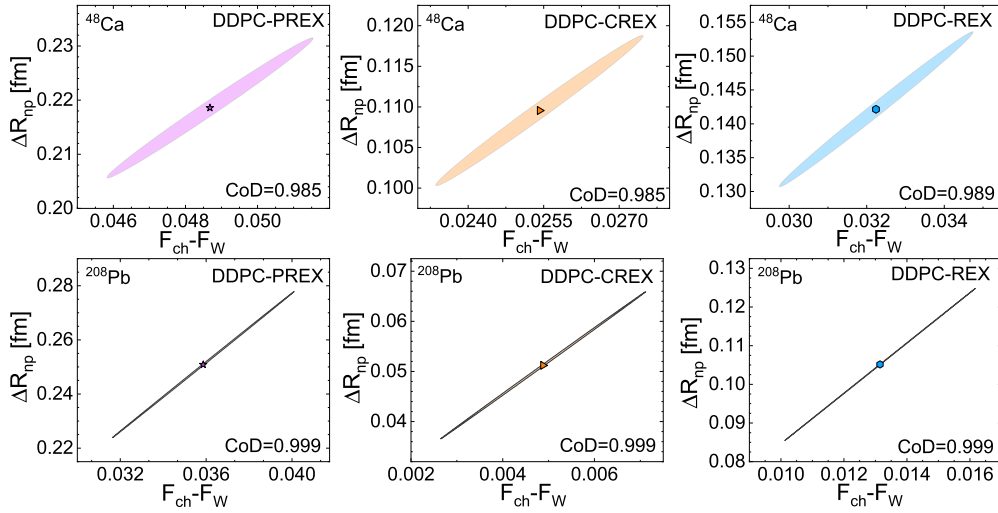 ⁴⁸Ca DDPC-PREX
ΔR_np [fm]
0.23
0.22
0.21
0.20
CoD=0.985
0.046 0.048 0.050
F_ch-F_W
⁴⁸Ca DDPC-CREX
ΔR_np [fm]
0.120
0.110
0.100
CoD=0.985
0.0240 0.0255 0.0270
F_ch-F_W
⁴⁸Ca DDPC-REX
ΔR_np [fm]
0.155
0.150
0.145
0.140
0.135
0.130
CoD=0.989
0.030 0.032 0.034
F_ch-F_W
²⁰⁸Pb DDPC-PREX
ΔR_np [fm]
0.28
0.26
0.24
0.22
CoD=0.999
0.032 0.036 0.040
F_ch-F_W
²⁰⁸Pb DDPC-CREX
ΔR_np [fm]
0.07
0.06
0.05
0.04
CoD=0.999
0.002 0.004 0.006
F_ch-F_W
²⁰⁸Pb DDPC-REX
ΔR_np [fm]
0.13
0.12
0.11
0.10
0.09
0.08
CoD=0.999
0.010 0.012 0.014 0.016
F_ch-F_W